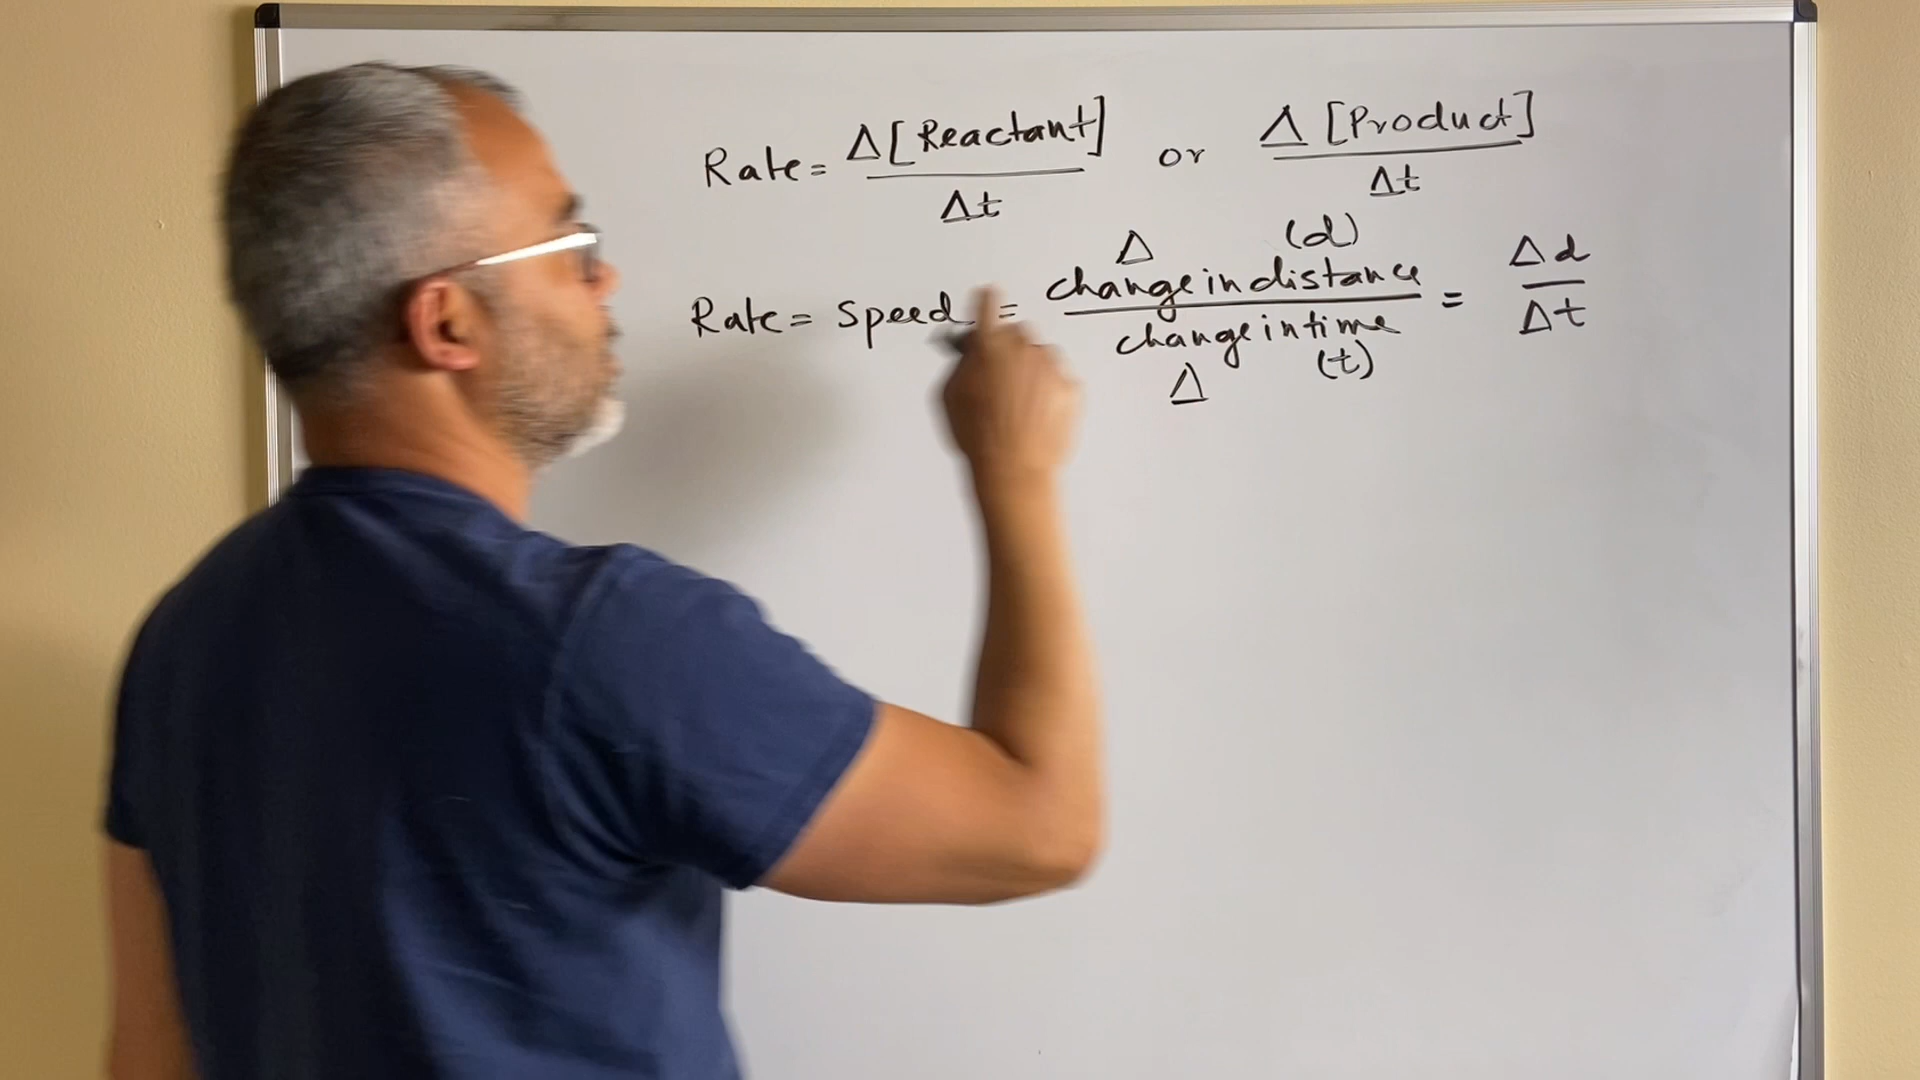 Rate = Δ[Reactant]/Δt or Δ[Product]/Δt
Δ (d)
Rate = Speed = change in distance/change in time = Δd/Δt
Δ (t)